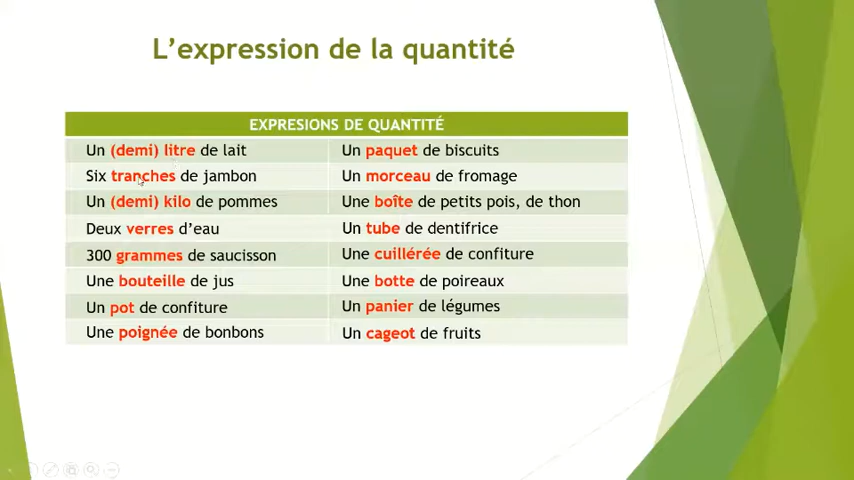 L’expression de la quantité
EXPRESIONS DE QUANTITÉ
Un (demi) litre de lait
Un paquet de biscuits
Six tranches de jambon
Un morceau de fromage
Un (demi) kilo de pommes
Une boîte de petits pois, de thon
Deux verres d’eau
Un tube de dentifrice
300 grammes de saucisson
Une cuillérée de confiture
Une bouteille de jus
Une botte de poireaux
Un pot de confiture
Un panier de légumes
Une poignée de bonbons
Un cageot de fruits